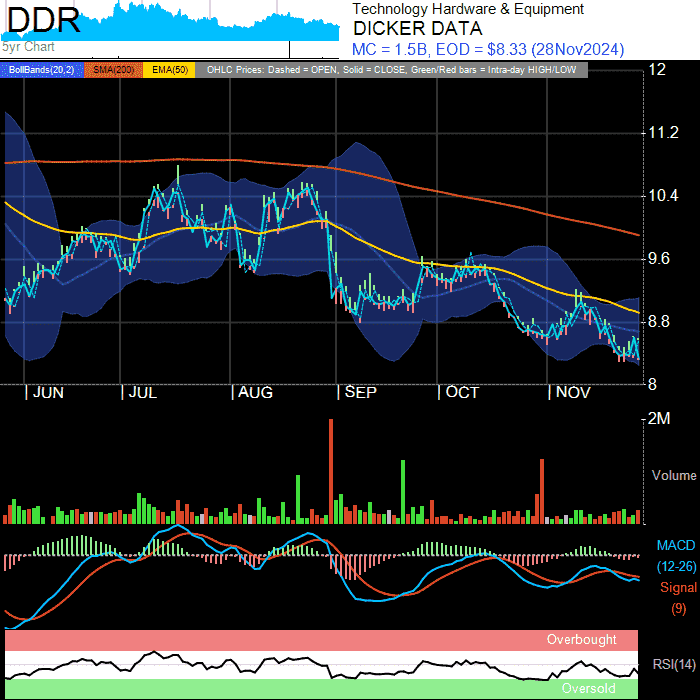 DDR
5yr Chart
Technology Hardware & Equipment
DICKER DATA
MC = 1.5B, EOD = $8.33 (28Nov2024)
BollBands(20,2) SMA(200) EMA(50) OHLC Prices: Dashed = OPEN, Solid = CLOSE, Green/Red bars = Intra-day HIGH/LOW
12
11.2
10.4
9.6
8.8
8
JUN JUL AUG SEP OCT NOV
2M
Volume
MACD
(12-26)
Signal
(9)
Overbought
RSI(14)
Oversold